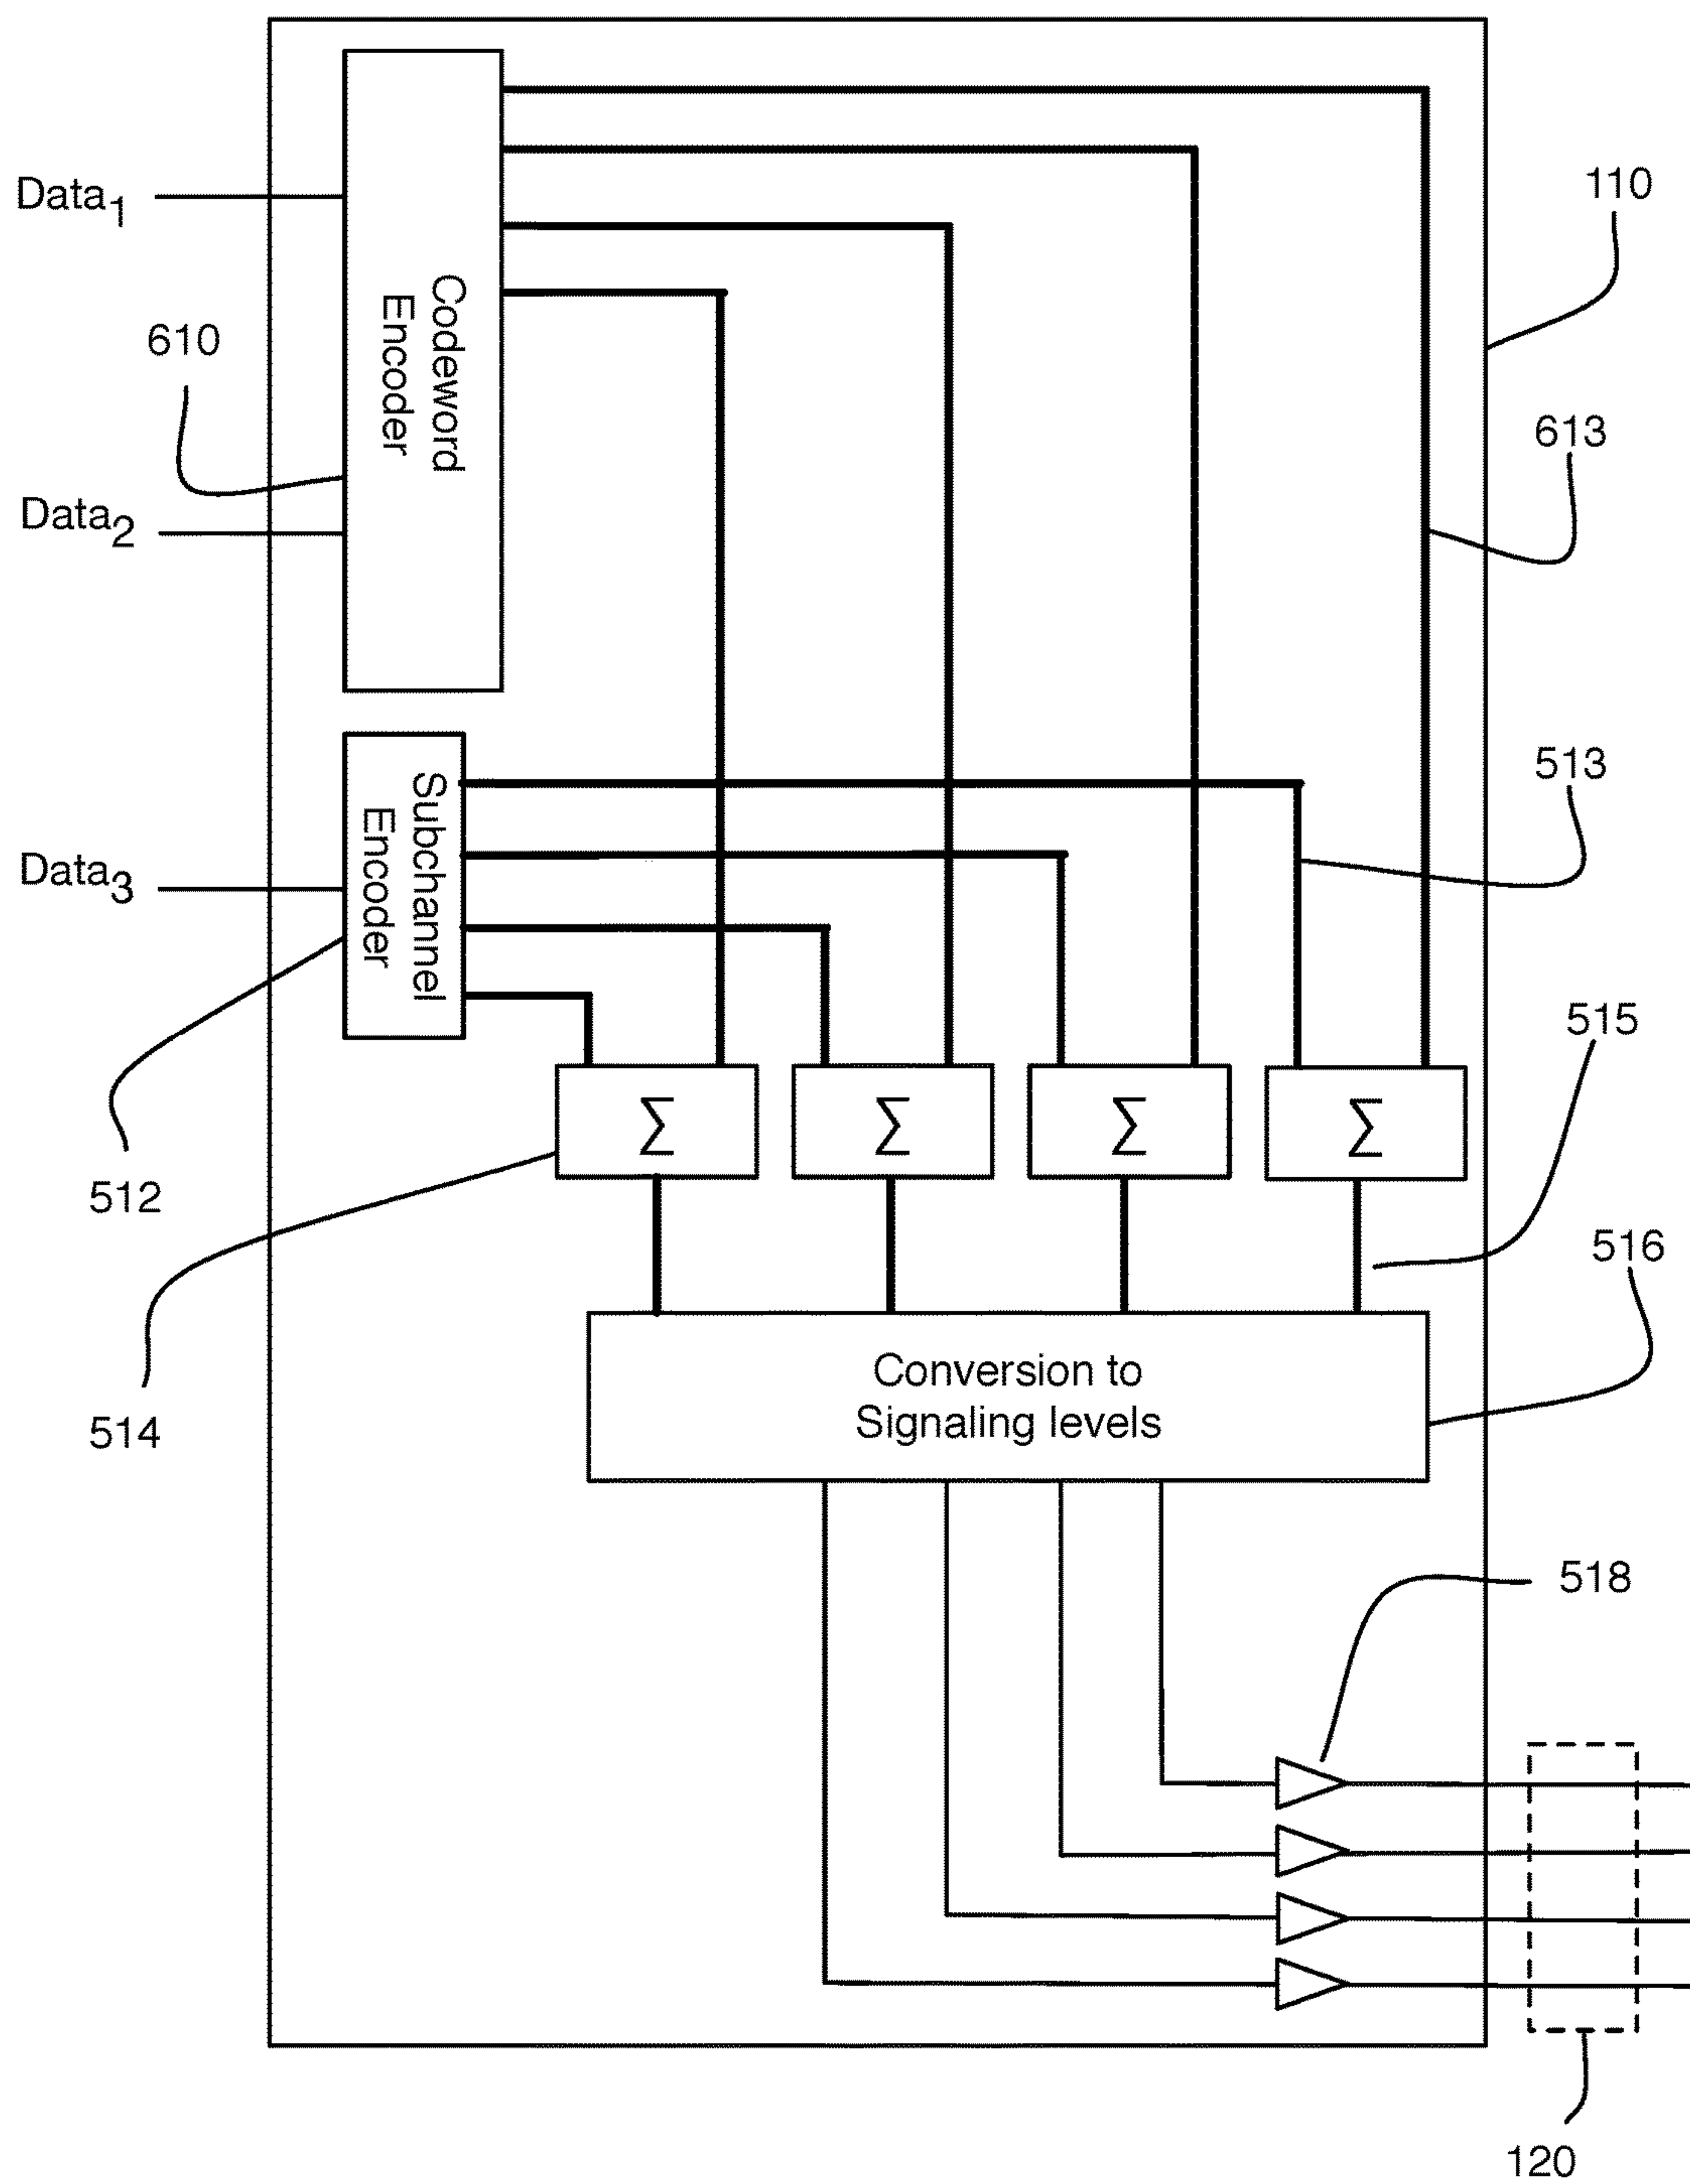 Data1
110
Codeword
Encoder
610
613
Data2
513
Subchannel
Encoder
Data3
515
∑
∑
∑
∑
512
516
Conversion to
Signaling levels
514
518
120